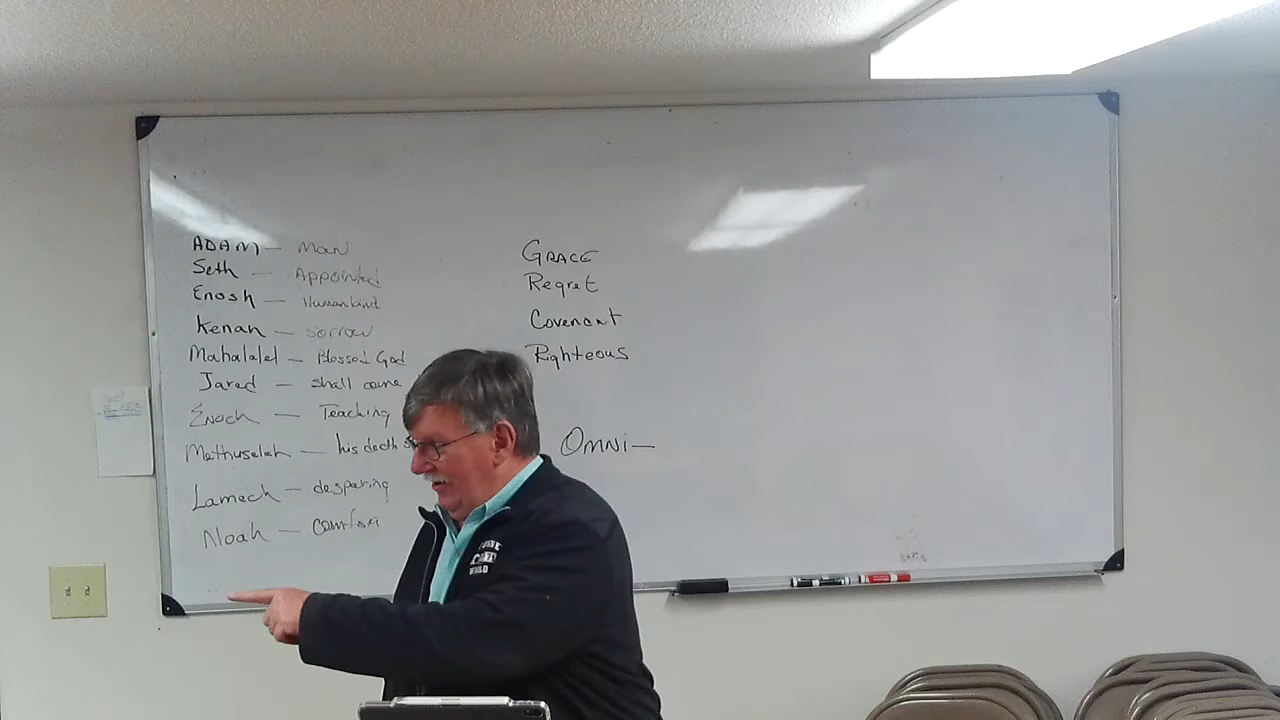 ADAM — Man
Seth — Appointed
Enosh — Humankind
Kenan — Sorrow
Mahalalel — Blessed God
Jared — shall come
Enoch — Teaching
Methuselah — his death
Lamech — desparing
Noah — comfort
GRACE
Regret
Covenant
Righteous
Omni—